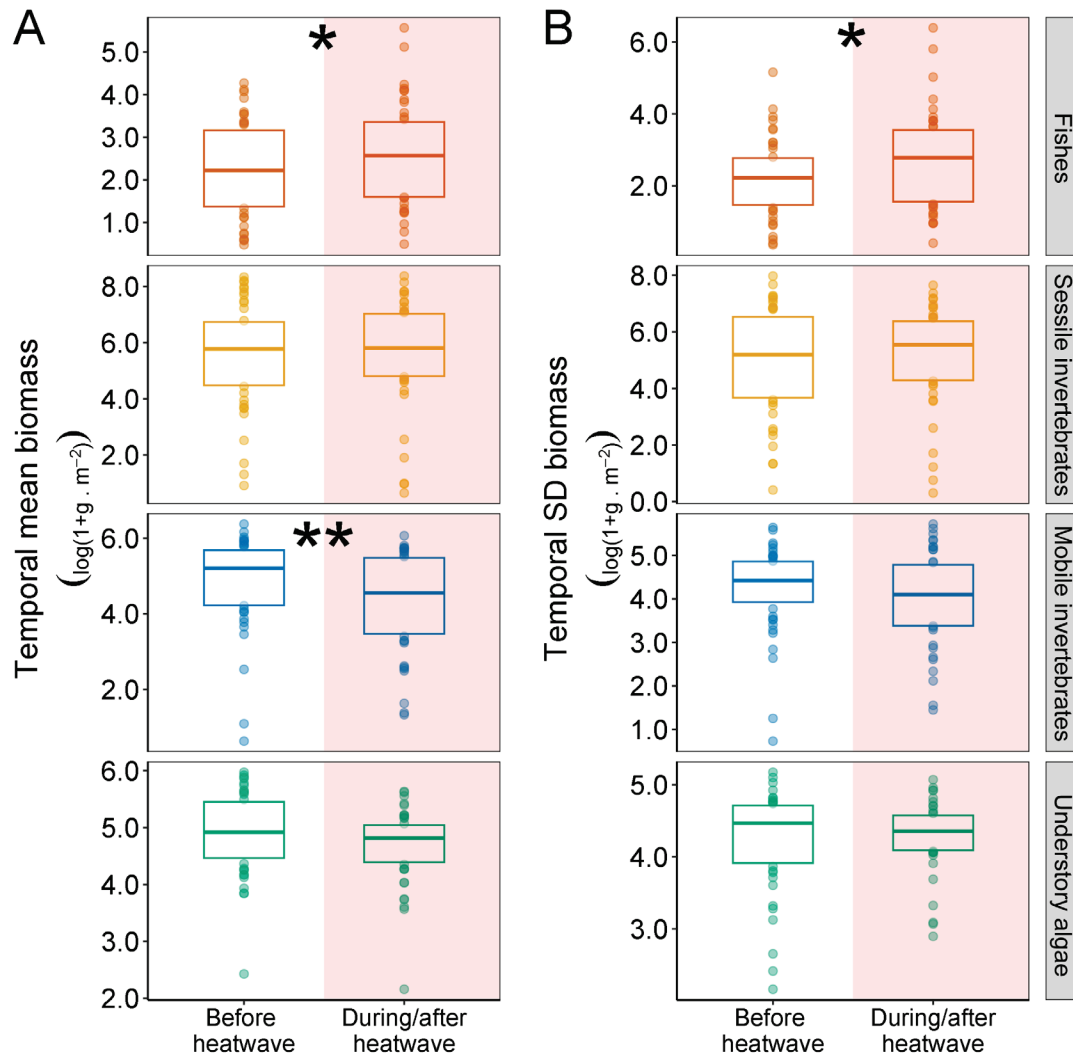 A
B
*
*
**
5.0
4.0
3.0
2.0
1.0
8.0
6.0
4.0
2.0
6.0
4.0
2.0
6.0
5.0
4.0
3.0
2.0
Temporal mean biomass
(log(1+g . m⁻²))
Before
heatwave
During/after
heatwave
6.0
4.0
2.0
8.0
6.0
4.0
2.0
0.0
5.0
4.0
3.0
2.0
1.0
5.0
4.0
3.0
Temporal SD biomass
(log(1+g . m⁻²))
Before
heatwave
During/after
heatwave
Fishes
Sessile invertebrates
Mobile invertebrates
Understory algae